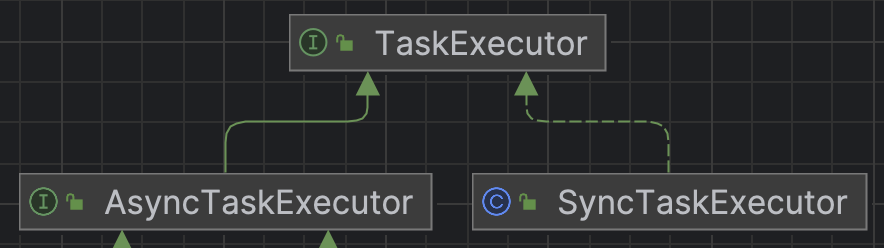 I TaskExecutor
I AsyncTaskExecutor
C SyncTaskExecutor